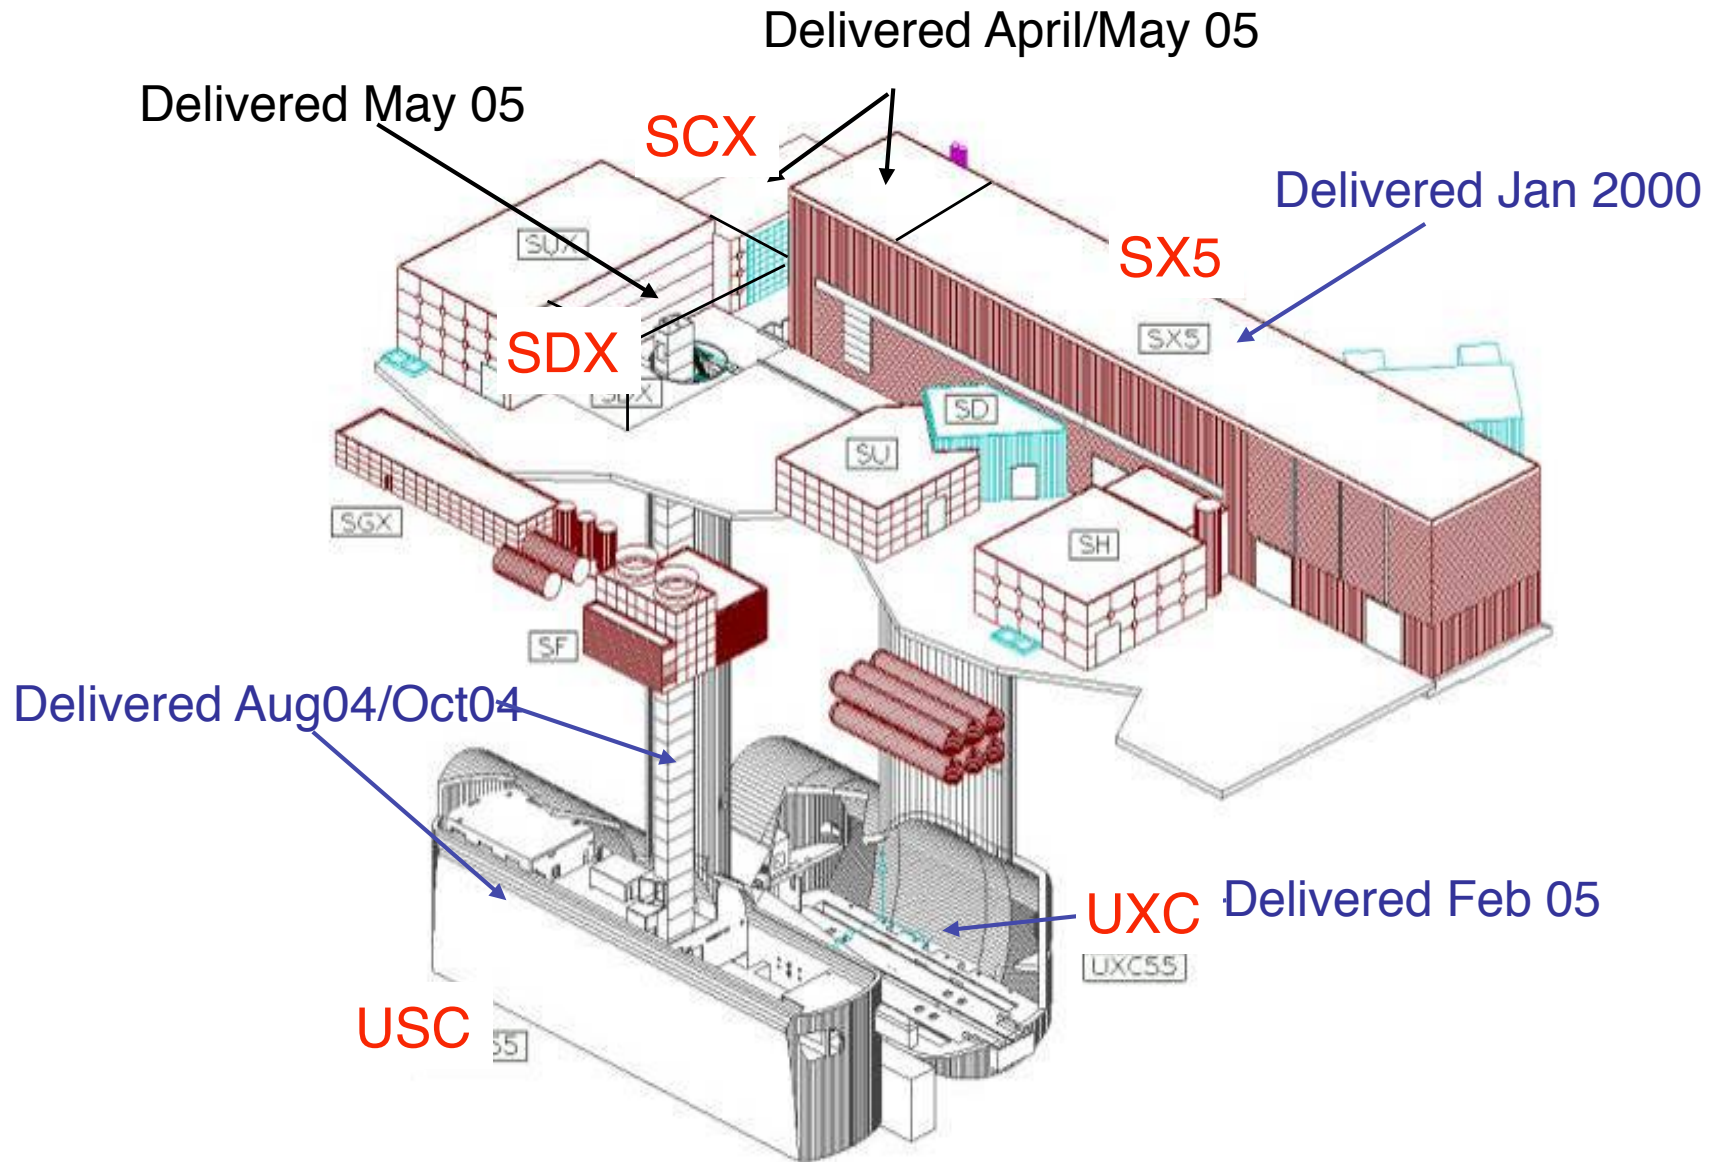 Delivered April/May 05
Delivered May 05
SCX
Delivered Jan 2000
SUX
SX5
SX5
SDX
SD
SU
SGX
SH
SF
Delivered Aug04/Oct04
UXC
Delivered Feb 05
UXC55
USC